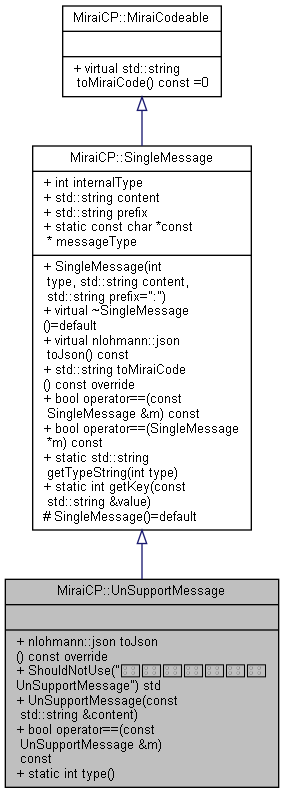 MiraiCP::MiraiCodeable
+ virtual std::string
toMiraiCode() const =0
MiraiCP::SingleMessage
+ int internalType
+ std::string content
+ std::string prefix
+ static const char *const
* messageType
+ SingleMessage(int
type, std::string content,
std::string prefix=":")
+ virtual ~SingleMessage
()=default
+ virtual nlohmann::json
toJson() const
+ std::string toMiraiCode
() const override
+ bool operator==(const
SingleMessage &m) const
+ bool operator==(SingleMessage
*m) const
+ static std::string
getTypeString(int type)
+ static int getKey(const
std::string &value)
# SingleMessage()=default
MiraiCP::UnSupportMessage
+ nlohmann::json toJson
() const override
+ ShouldNotUse("
UnSupportMessage") std
+ UnSupportMessage(const
std::string &content)
+ bool operator==(const
UnSupportMessage &m)
const
+ static int type()